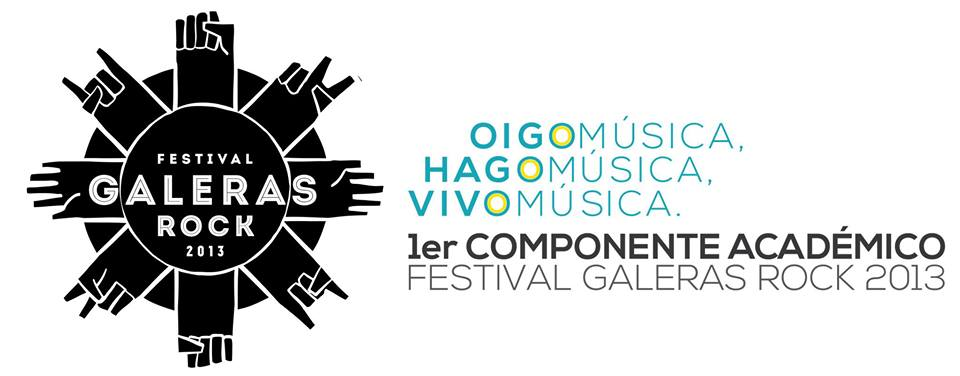 FESTIVAL
GALERAS
ROCK
2013
OIGOMÚSICA,
HAGOMÚSICA,
VIVOMÚSICA.
1er COMPONENTE ACADÉMICO
FESTIVAL GALERAS ROCK 2013